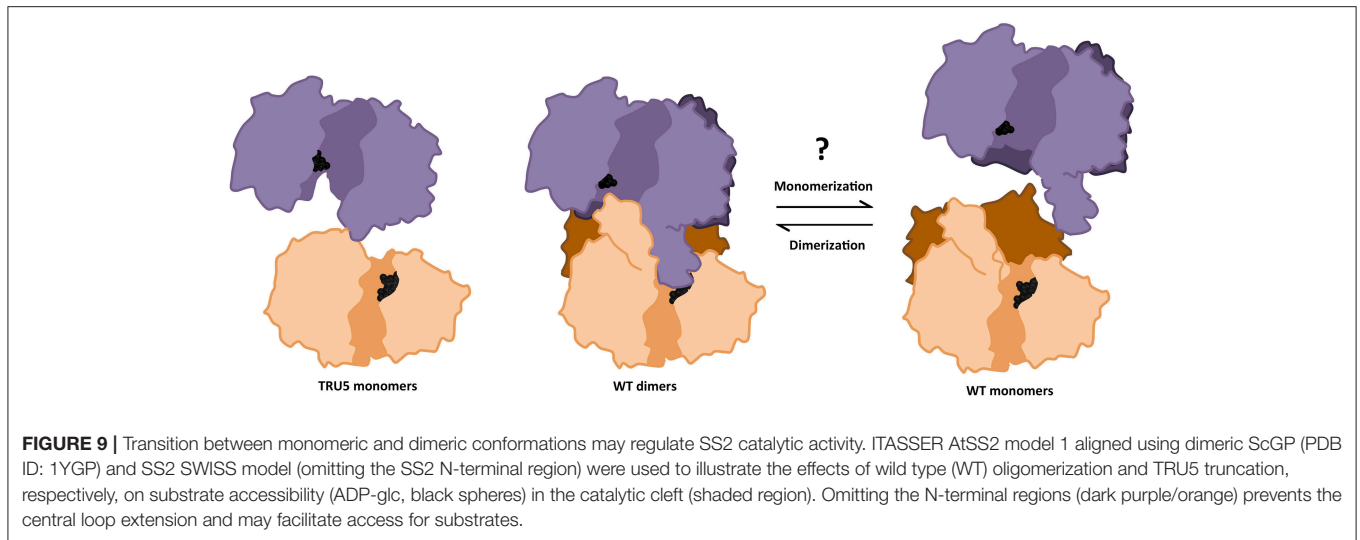 ?
Monomerization
Dimerization
TRU5 monomers
WT dimers
WT monomers
FIGURE 9 | Transition between monomeric and dimeric conformations may regulate SS2 catalytic activity. ITASSER AtSS2 model 1 aligned using dimeric ScGP (PDB
ID: 1YGP) and SS2 SWISS model (omitting the SS2 N-terminal region) were used to illustrate the effects of wild type (WT) oligomerization and TRU5 truncation,
respectively, on substrate accessibility (ADP-glc, black spheres) in the catalytic cleft (shaded region). Omitting the N-terminal regions (dark purple/orange) prevents the
central loop extension and may facilitate access for substrates.